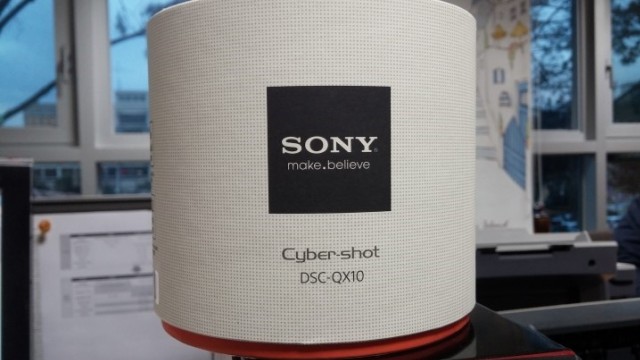 SONY
make.believe
Cyber-shot
DSC-QX10